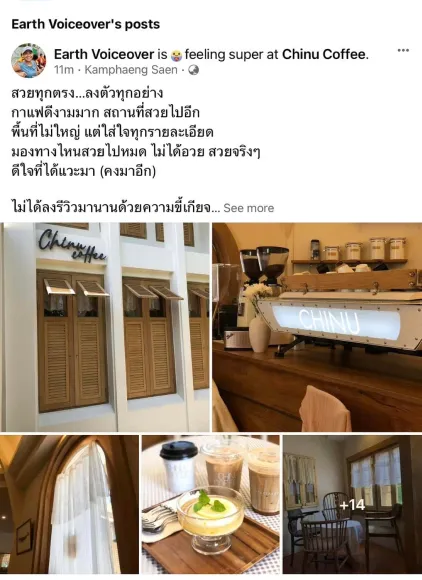 Earth Voiceover's posts
Earth Voiceover is 🤪 feeling super at Chinu Coffee.
11m · Kamphaeng Saen ·
สวยทุกตรง...ลงตัวทุกอย่าง
กาแฟดีงามมาก สถานที่สวยไปอีก
พื้นที่ไม่ใหญ่ แต่ใส่ใจทุกรายละเอียด
มองทางไหนสวยไปหมด ไม่ได้อวย สวยจริงๆ
ดีใจที่ได้แวะมา (คงมาอีก)
ไม่ได้ลงรีวิวมานานด้วยความขี้เกียจ... See more
Chinu
coffee
CHINU
+14